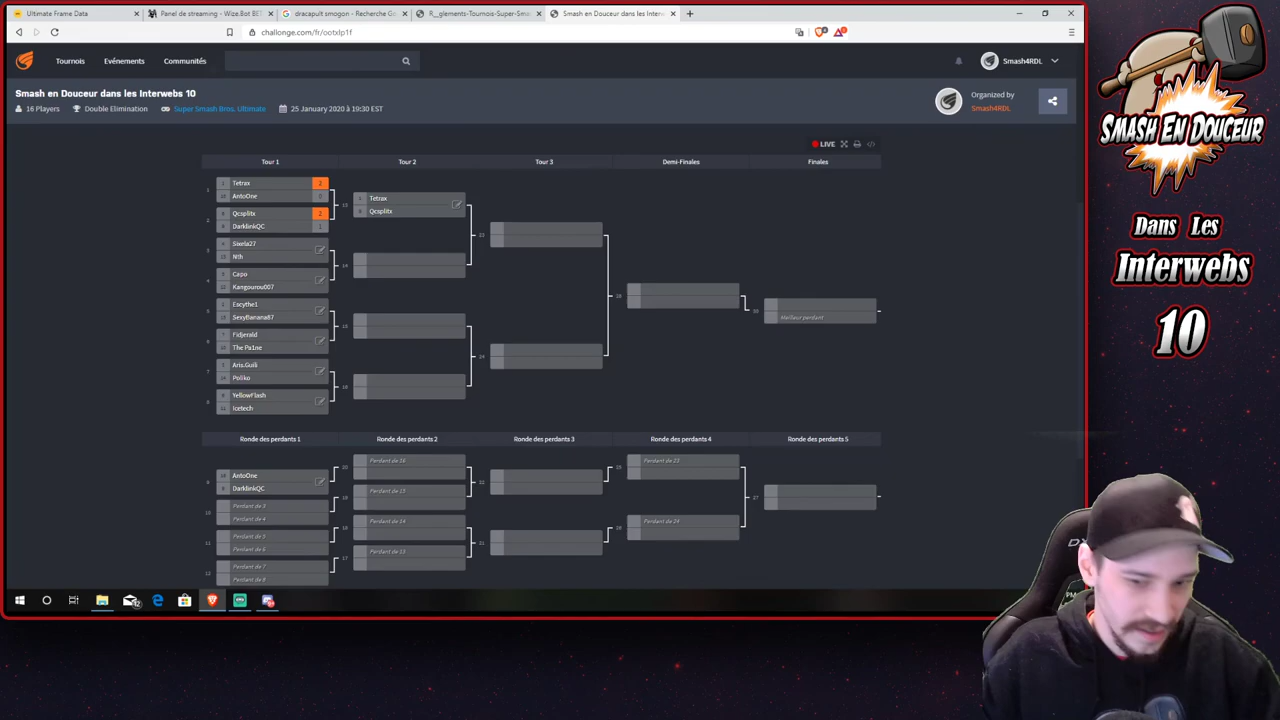 Ultimate Frame Data
Panel de streaming - Wize.Bot BE
dracapult smogon - Recherche G
R__glements-Tournois-Super-Sma
Smash en Douceur dans les Interw
challonge.com/fr/ootxlp1f
Tournois
Evénements
Communautés
Smash4RDL
Smash en Douceur dans les Interwebs 10
16 Players
Double Elimination
Super Smash Bros. Ultimate
25 January 2020 à 19:30 EST
Organized by
Smash4RDL
LIVE
Tour 1
Tour 2
Tour 3
Demi-Finales
Finales
Tetrax 2
AntoOne 0
Qcsplitx 2
DarklinkQC 1
Sixela27
Nth
Capo
Kangourou007
Escythe1
SexyBanana87
Fidjerald
The Pa1ne
Aris.Guili
Poliko
YellowFlash
Icetech
Tetrax
Qcsplitx
Meilleur perdant
Ronde des perdants 1
Ronde des perdants 2
Ronde des perdants 3
Ronde des perdants 4
Ronde des perdants 5
AntoOne
DarklinkQC
Perdant de 3
Perdant de 4
Perdant de 5
Perdant de 6
Perdant de 7
Perdant de 8
Perdant de 16
Perdant de 15
Perdant de 14
Perdant de 13
Perdant de 23
Perdant de 24
SMASH EN DOUCEUR
Dans Les
Interwebs
10